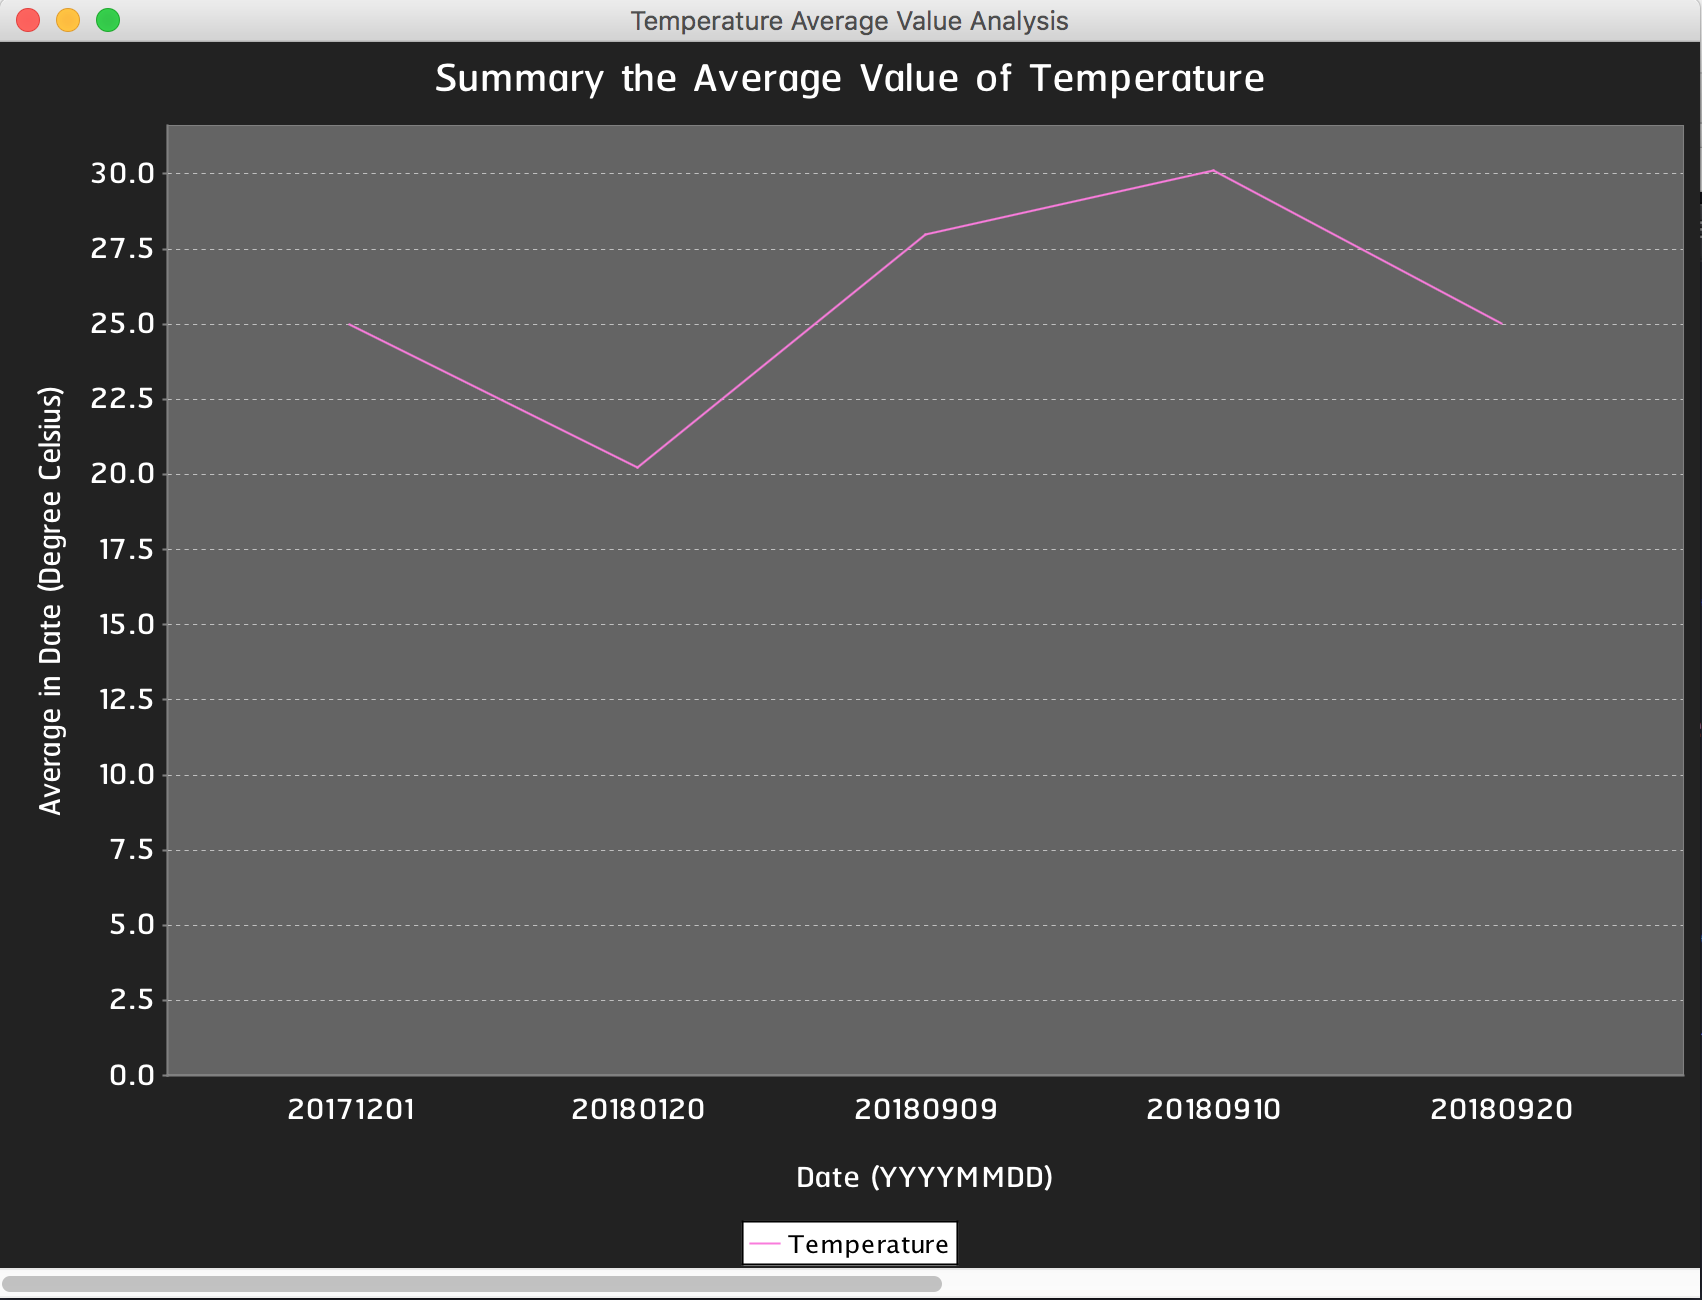 Temperature Average Value Analysis
Summary the Average Value of Temperature
30.0
27.5
25.0
22.5
20.0
17.5
15.0
12.5
10.0
7.5
5.0
2.5
0.0
Average in Date (Degree Celsius)
20171201 20180120 20180909 20180910 20180920
Date (YYYYMMDD)
Temperature